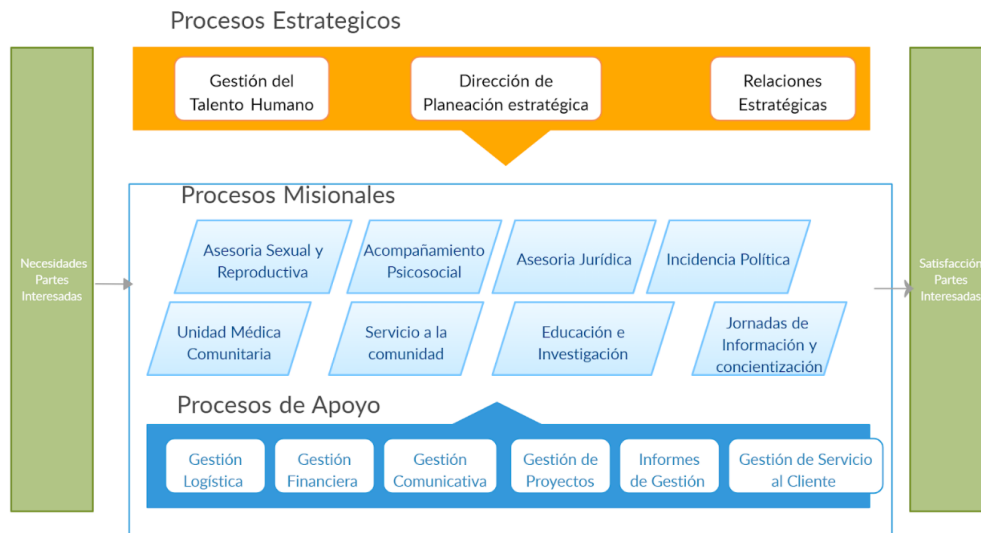 Procesos Estrategicos
Gestión del
Talento Humano
Dirección de
Planeación estratégica
Relaciones
Estratégicas
Necesidades
Partes
Interesadas
Procesos Misionales
Asesoria Sexual y
Reproductiva
Acompañamiento
Psicosocial
Asesoria Jurídica
Incidencia Política
Unidad Médica
Comunitaria
Servicio a la
comunidad
Educación e
Investigación
Jornadas de
Información y
concientización
Satisfacción
Partes
Interesadas
Procesos de Apoyo
Gestión
Logística
Gestión
Financiera
Gestión
Comunicativa
Gestión de
Proyectos
Informes
de Gestión
Gestión de Servicio
al Cliente